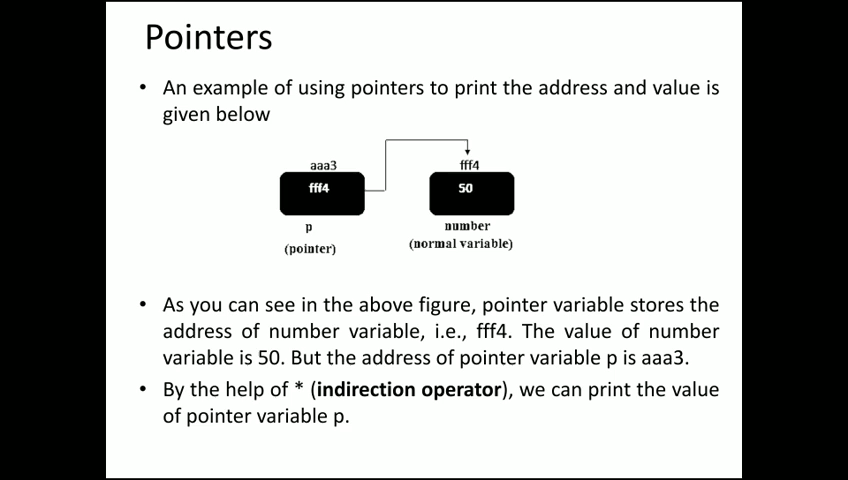 Pointers
• An example of using pointers to print the address and value is
given below
aaa3 fff4
fff4 50
p number
(pointer) (normal variable)
• As you can see in the above figure, pointer variable stores the
address of number variable, i.e., fff4. The value of number
variable is 50. But the address of pointer variable p is aaa3.
• By the help of * (indirection operator), we can print the value
of pointer variable p.